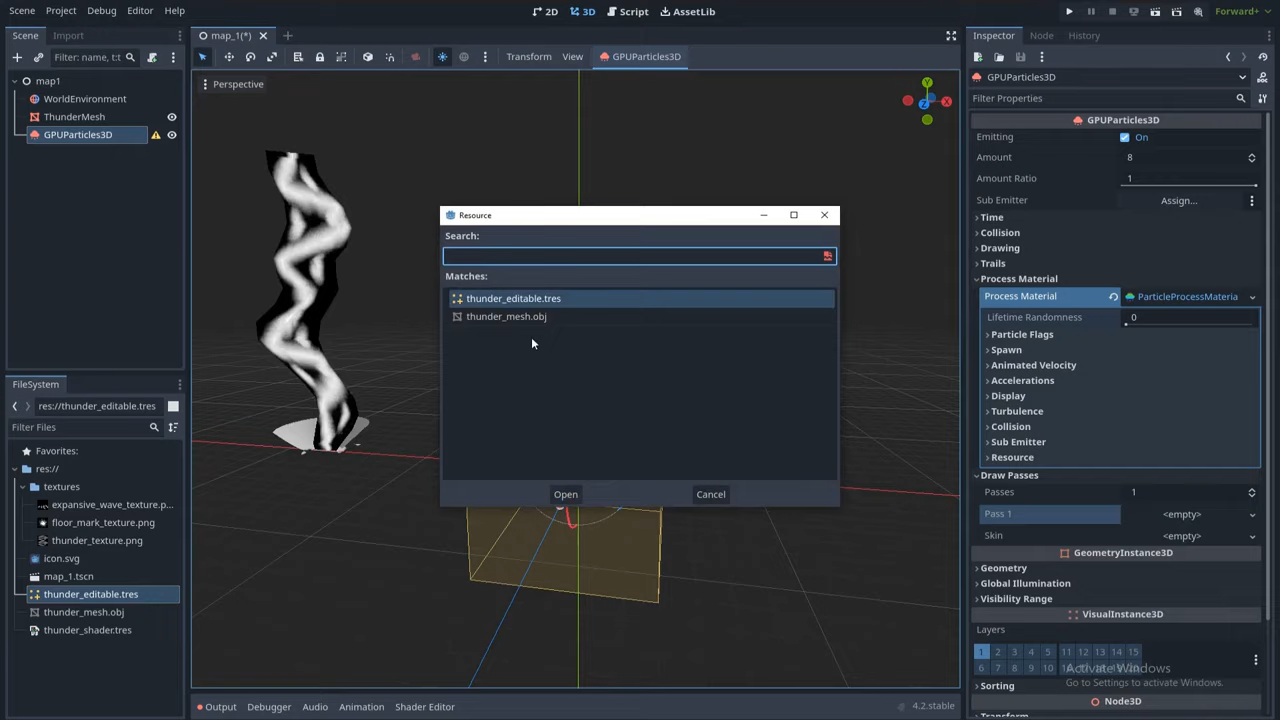 Scene Project Debug Editor Help
2D 3D Script AssetLib
Forward+
Scene Import
map_1(*)
Inspector Node History
Filter: name, t:t
Transform View GPUParticles3D
map1
Perspective
Y
X
Z
GPUParticles3D
WorldEnvironment
Filter Properties
ThunderMesh
GPUParticles3D
GPUParticles3D
Emitting On
Amount 8
Amount Ratio 1
Sub Emitter Assign...
Resource
Time
Search:
Collision
Drawing
Trails
Matches:
Process Material
thunder_editable.tres
Process Material ParticleProcessMateria
thunder_mesh.obj
Lifetime Randomness 0
Particle Flags
Spawn
Animated Velocity
Accelerations
FileSystem
Display
res://thunder_editable.tres
Turbulence
Filter Files
Collision
Favorites:
Sub Emitter
res://
Resource
textures
Draw Passes
Open Cancel
Passes 1
expansive_wave_texture.p...
Pass 1 <empty>
floor_mark_texture.png
Skin <empty>
thunder_texture.png
GeometryInstance3D
icon.svg
Geometry
map_1.tscn
Global Illumination
thunder_editable.tres
Visibility Range
thunder_mesh.obj
VisualInstance3D
thunder_shader.tres
Layers
1 2 3 4 5 11 12 13 14 15
6 7 8 9 10
Activate Windows
Go to Settings to activate Windows.
Sorting
Node3D
Output Debugger Audio Animation Shader Editor
4.2.stable
Transform